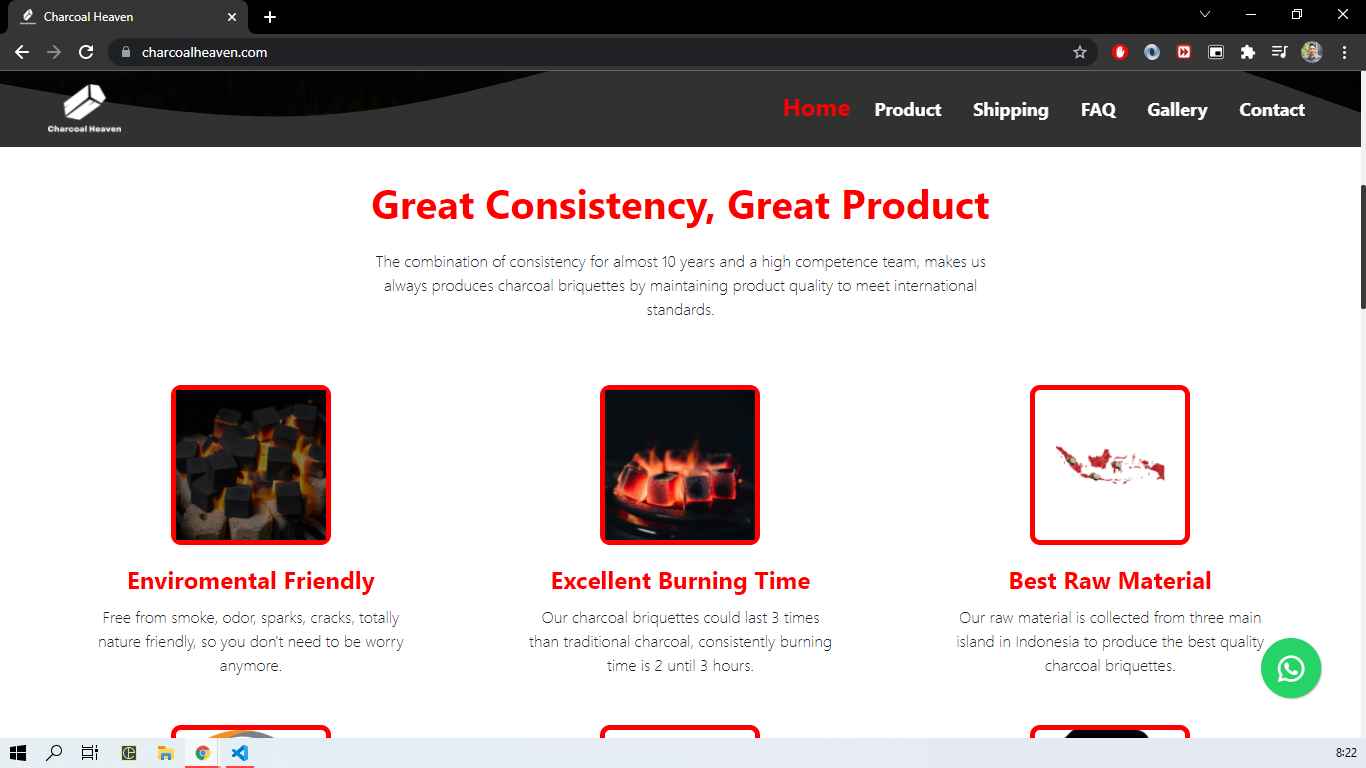 Charcoal Heaven
charcoalheaven.com
Charcoal Heaven
Home Product Shipping FAQ Gallery Contact
Great Consistency, Great Product
The combination of consistency for almost 10 years and a high competence team, makes us
always produces charcoal briquettes by maintaining product quality to meet international
standards.
Enviromental Friendly
Free from smoke, odor, sparks, cracks, totally
nature friendly, so you don't need to be worry
anymore.
Excellent Burning Time
Our charcoal briquettes could last 3 times
than traditional charcoal, consistently burning
time is 2 until 3 hours.
Best Raw Material
Our raw material is collected from three main
island in Indonesia to produce the best quality
charcoal briquettes.
8:22